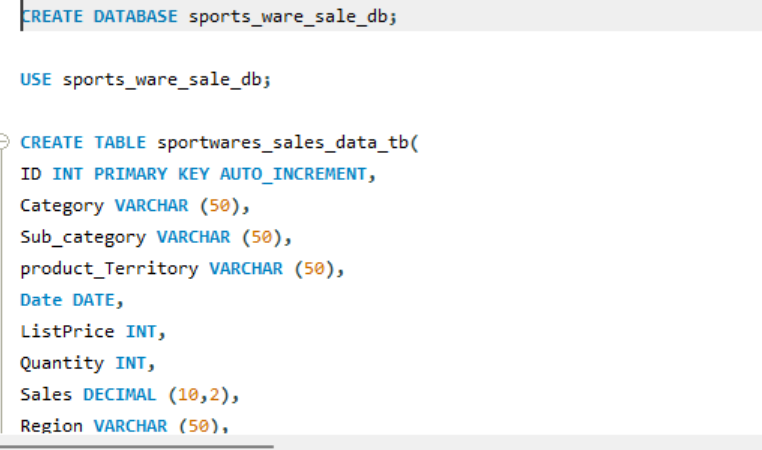 CREATE DATABASE sports_ware_sale_db;
USE sports_ware_sale_db;
CREATE TABLE sportwares_sales_data_tb(
ID INT PRIMARY KEY AUTO_INCREMENT,
Category VARCHAR (50),
Sub_category VARCHAR (50),
product_Territory VARCHAR (50),
Date DATE,
ListPrice INT,
Quantity INT,
Sales DECIMAL (10,2),
Region VARCHAR (50),